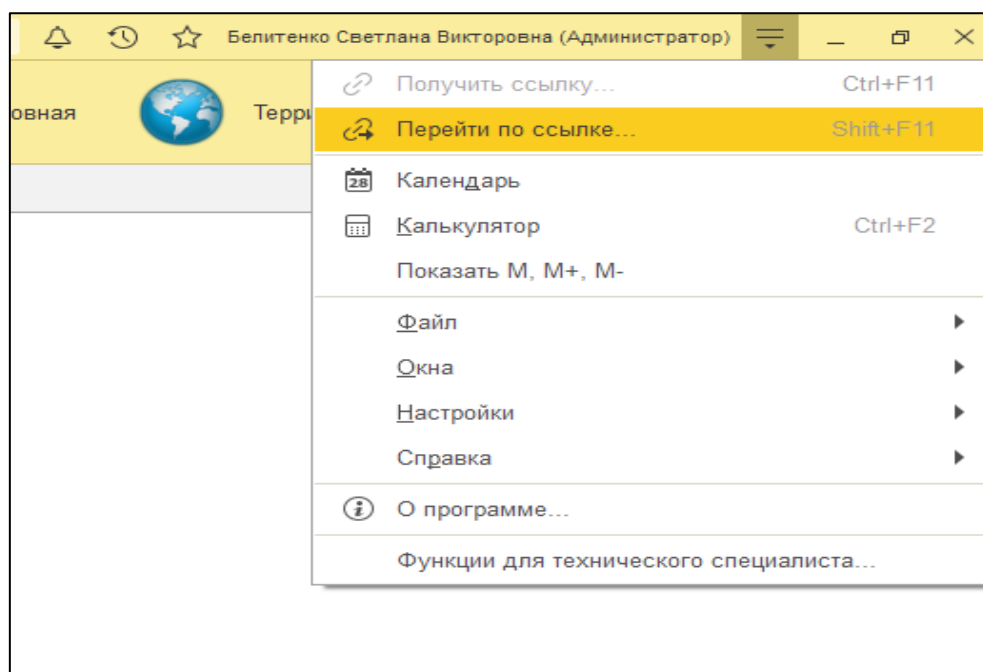 Белитенко Светлана Викторовна (Администратор)
овная
Терри
Получить ссылку... Ctrl+F11
Перейти по ссылке... Shift+F11
28 Календарь
Калькулятор Ctrl+F2
Показать M, M+, M-
Файл
Окна
Настройки
Справка
О программе...
Функции для технического специалиста...